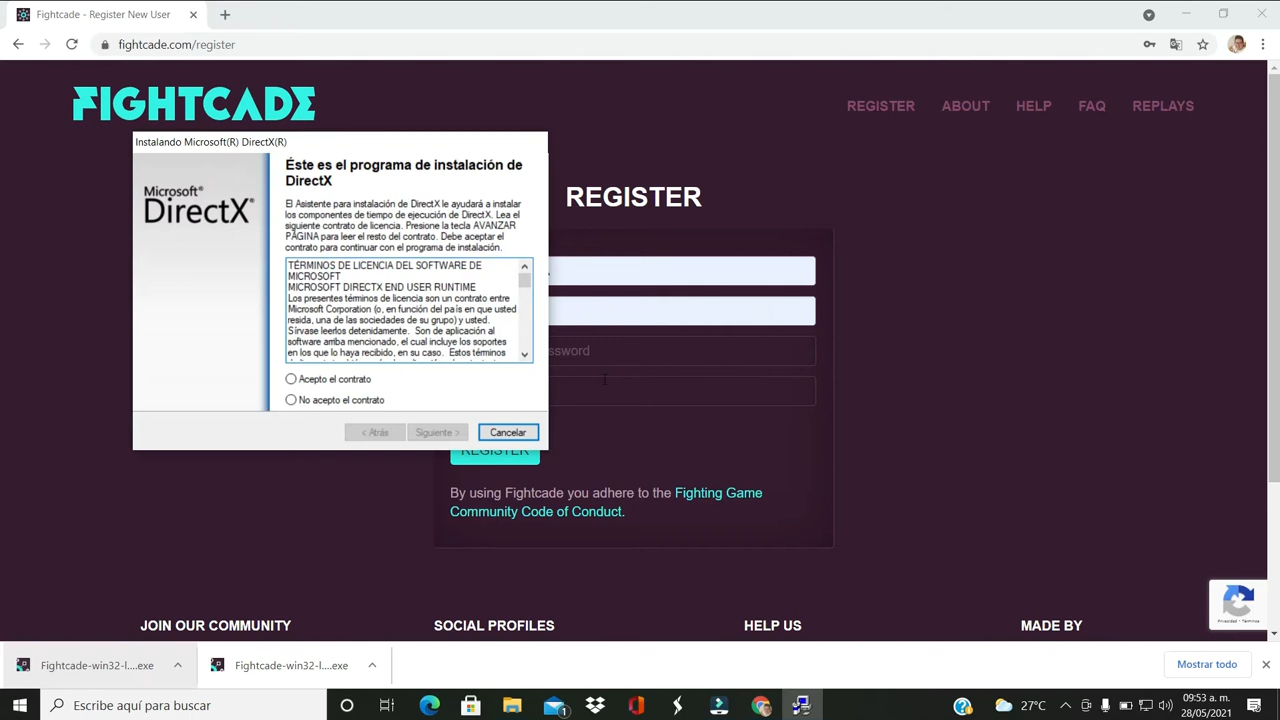 Fightcade - Register New User
fightcade.com/register
FIGHTCADE
REGISTER
ABOUT
HELP
FAQ
REPLAYS
Instalando Microsoft(R) DirectX(R)
Microsoft®
DirectX®
Éste es el programa de instalación de
DirectX
El Asistente para instalación de DirectX le ayudará a instalar
los componentes de tiempo de ejecución de DirectX. Lea el
siguiente contrato de licencia. Presione la tecla AVANZAR
PÁGINA para leer el resto del contrato. Debe aceptar el
contrato para continuar con el programa de instalación.
TÉRMINOS DE LICENCIA DEL SOFTWARE DE
MICROSOFT
MICROSOFT DIRECTX END USER RUNTIME
Los presentes términos de licencia son un contrato entre
Microsoft Corporation (o, en función del país en que usted
resida, una de las sociedades de su grupo) y usted.
Sírvase leerlos detenidamente. Son de aplicación al
software arriba mencionado, el cual incluye los soportes
en los que lo haya recibido, en su caso. Estos términos
Acepto el contrato
No acepto el contrato
< Atrás
Siguiente >
Cancelar
REGISTER
ssword
REGISTER
By using Fightcade you adhere to the Fighting Game
Community Code of Conduct.
Privacidad - Términos
JOIN OUR COMMUNITY
SOCIAL PROFILES
HELP US
MADE BY
Fightcade-win32-l....exe
Fightcade-win32-l....exe
Mostrar todo
Escribe aquí para buscar
1
27°C
09:53 a. m.
28/05/2021